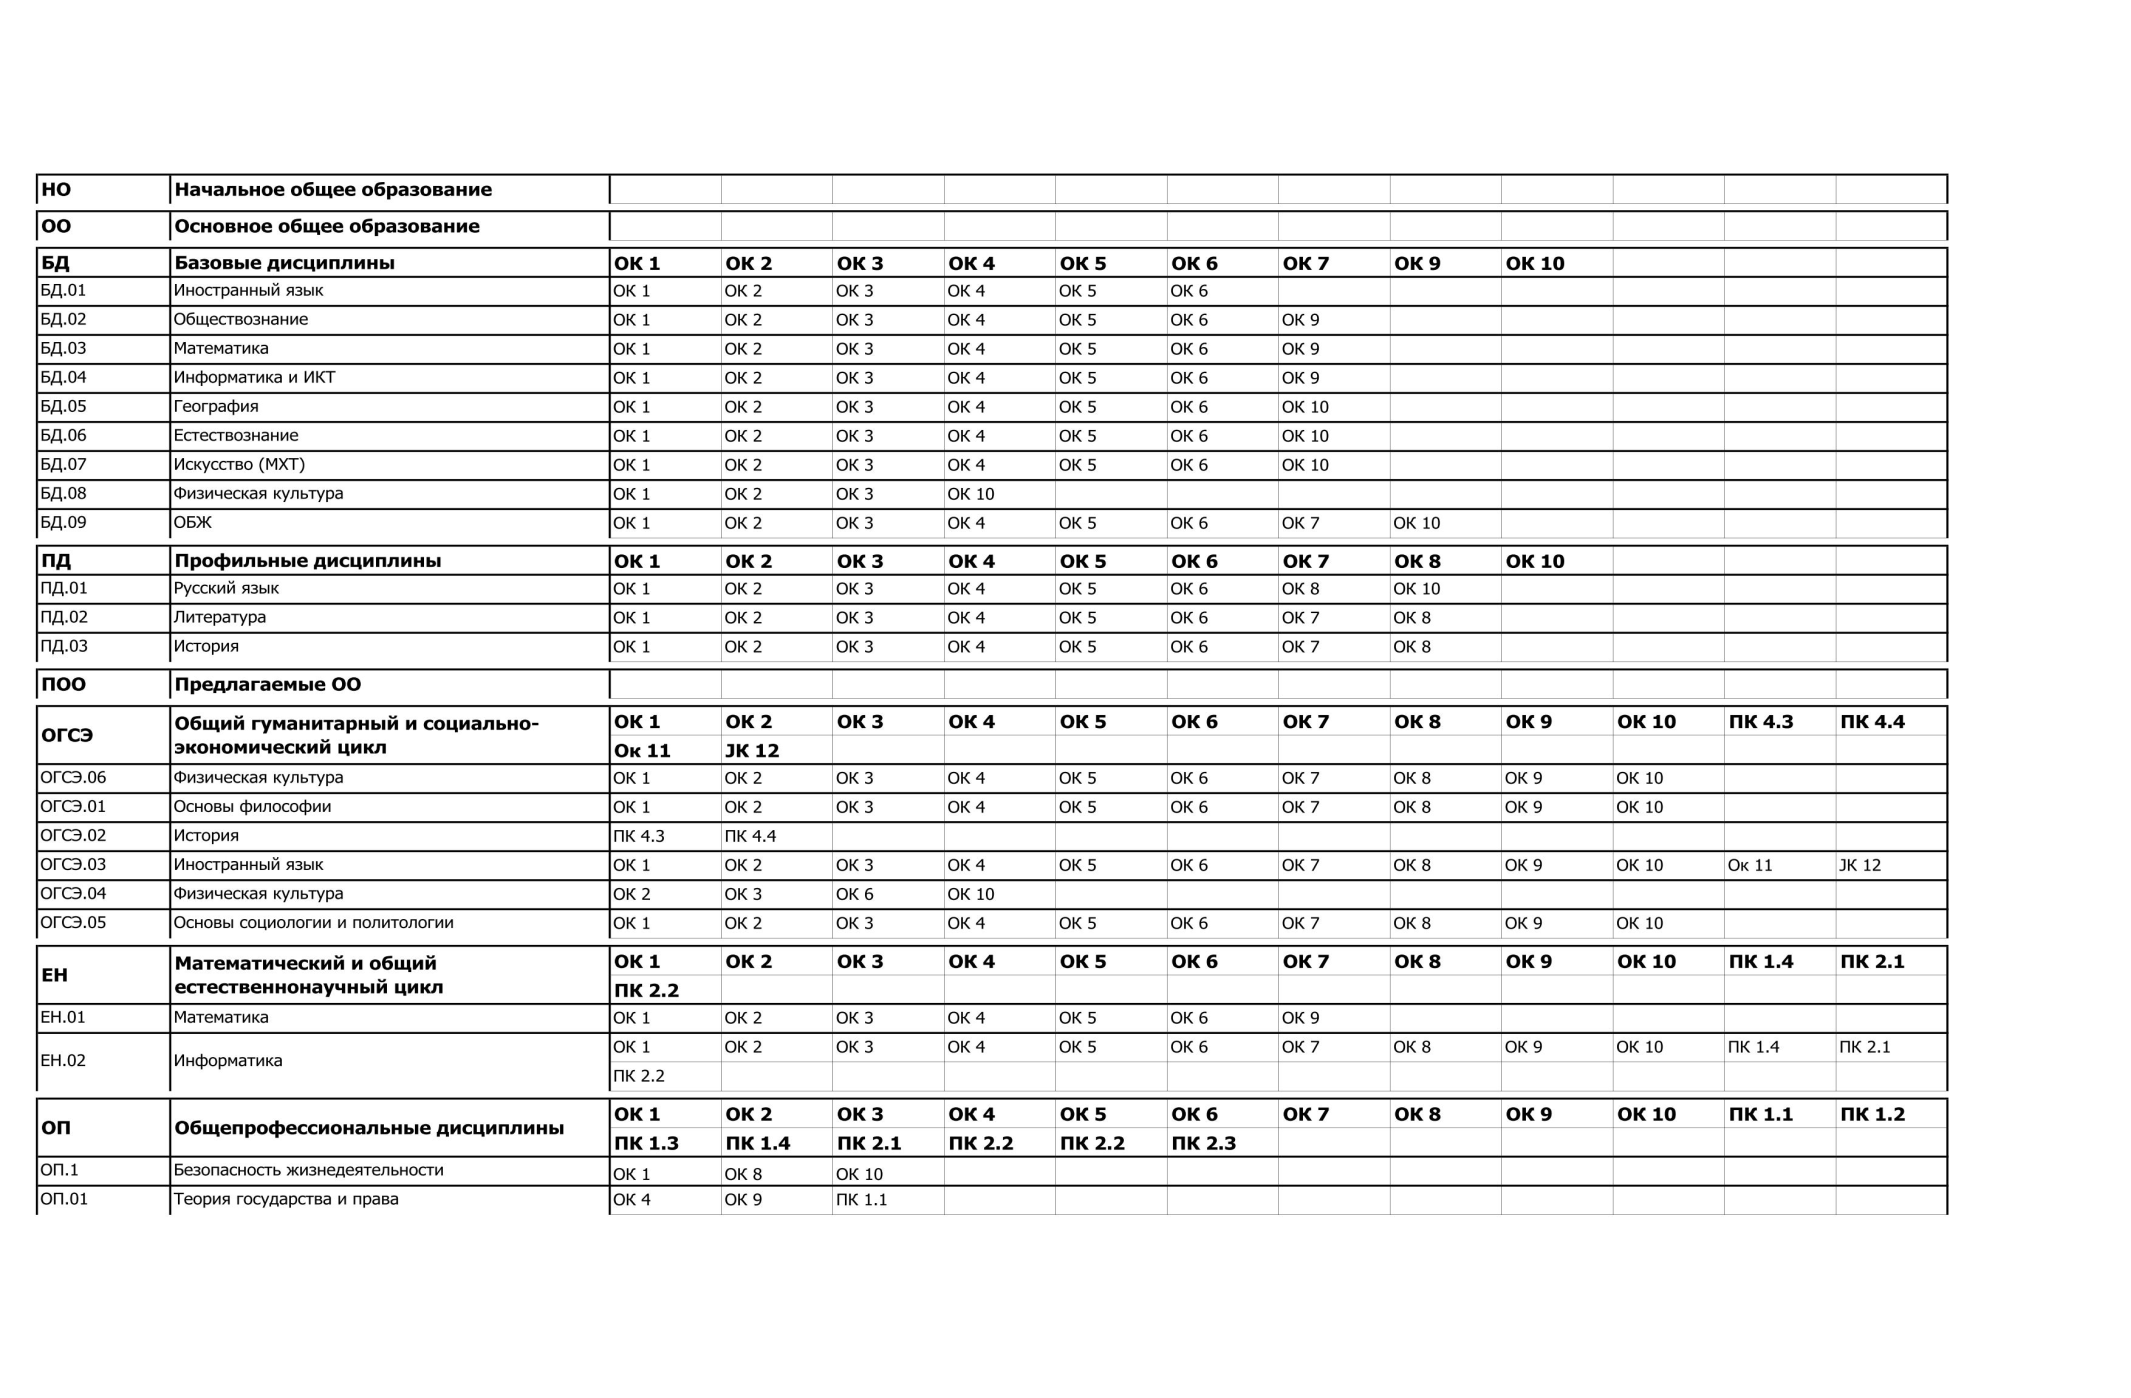 НО Начальное общее образование
ОО Основное общее образование
БД Базовые дисциплины ОК 1 ОК 2 ОК 3 ОК 4 ОК 5 ОК 6 ОК 7 ОК 9 ОК 10
БД.01 Иностранный язык ОК 1 ОК 2 ОК 3 ОК 4 ОК 5 ОК 6
БД.02 Обществознание ОК 1 ОК 2 ОК 3 ОК 4 ОК 5 ОК 6 ОК 9
БД.03 Математика ОК 1 ОК 2 ОК 3 ОК 4 ОК 5 ОК 6 ОК 9
БД.04 Информатика и ИКТ ОК 1 ОК 2 ОК 3 ОК 4 ОК 5 ОК 6 ОК 9
БД.05 География ОК 1 ОК 2 ОК 3 ОК 4 ОК 5 ОК 6 ОК 10
БД.06 Естествознание ОК 1 ОК 2 ОК 3 ОК 4 ОК 5 ОК 6 ОК 10
БД.07 Искусство (МХТ) ОК 1 ОК 2 ОК 3 ОК 4 ОК 5 ОК 6 ОК 10
БД.08 Физическая культура ОК 1 ОК 2 ОК 3 ОК 10
БД.09 ОБЖ ОК 1 ОК 2 ОК 3 ОК 4 ОК 5 ОК 6 ОК 7 ОК 10
ПД Профильные дисциплины ОК 1 ОК 2 ОК 3 ОК 4 ОК 5 ОК 6 ОК 7 ОК 8 ОК 10
ПД.01 Русский язык ОК 1 ОК 2 ОК 3 ОК 4 ОК 5 ОК 6 ОК 8 ОК 10
ПД.02 Литература ОК 1 ОК 2 ОК 3 ОК 4 ОК 5 ОК 6 ОК 7 ОК 8
ПД.03 История ОК 1 ОК 2 ОК 3 ОК 4 ОК 5 ОК 6 ОК 7 ОК 8
ПОО Предлагаемые ОО
ОГСЭ Общий гуманитарный и социально- ОК 1 ОК 2 ОК 3 ОК 4 ОК 5 ОК 6 ОК 7 ОК 8 ОК 9 ОК 10 ПК 4.3 ПК 4.4
экономический цикл Ок 11 JК 12
ОГСЭ.06 Физическая культура ОК 1 ОК 2 ОК 3 ОК 4 ОК 5 ОК 6 ОК 7 ОК 8 ОК 9 ОК 10
ОГСЭ.01 Основы философии ОК 1 ОК 2 ОК 3 ОК 4 ОК 5 ОК 6 ОК 7 ОК 8 ОК 9 ОК 10
ОГСЭ.02 История ПК 4.3 ПК 4.4
ОГСЭ.03 Иностранный язык ОК 1 ОК 2 ОК 3 ОК 4 ОК 5 ОК 6 ОК 7 ОК 8 ОК 9 ОК 10 Ок 11 JК 12
ОГСЭ.04 Физическая культура ОК 2 ОК 3 ОК 6 ОК 10
ОГСЭ.05 Основы социологии и политологии ОК 1 ОК 2 ОК 3 ОК 4 ОК 5 ОК 6 ОК 7 ОК 8 ОК 9 ОК 10
ЕН Математический и общий ОК 1 ОК 2 ОК 3 ОК 4 ОК 5 ОК 6 ОК 7 ОК 8 ОК 9 ОК 10 ПК 1.4 ПК 2.1
естественнонаучный цикл ПК 2.2
ЕН.01 Математика ОК 1 ОК 2 ОК 3 ОК 4 ОК 5 ОК 6 ОК 9
ЕН.02 Информатика ОК 1 ОК 2 ОК 3 ОК 4 ОК 5 ОК 6 ОК 7 ОК 8 ОК 9 ОК 10 ПК 1.4 ПК 2.1
ПК 2.2
ОП Общепрофессиональные дисциплины ОК 1 ОК 2 ОК 3 ОК 4 ОК 5 ОК 6 ОК 7 ОК 8 ОК 9 ОК 10 ПК 1.1 ПК 1.2
ПК 1.3 ПК 1.4 ПК 2.1 ПК 2.2 ПК 2.2 ПК 2.3
ОП.1 Безопасность жизнедеятельности ОК 1 ОК 8 ОК 10
ОП.01 Теория государства и права ОК 4 ОК 9 ПК 1.1